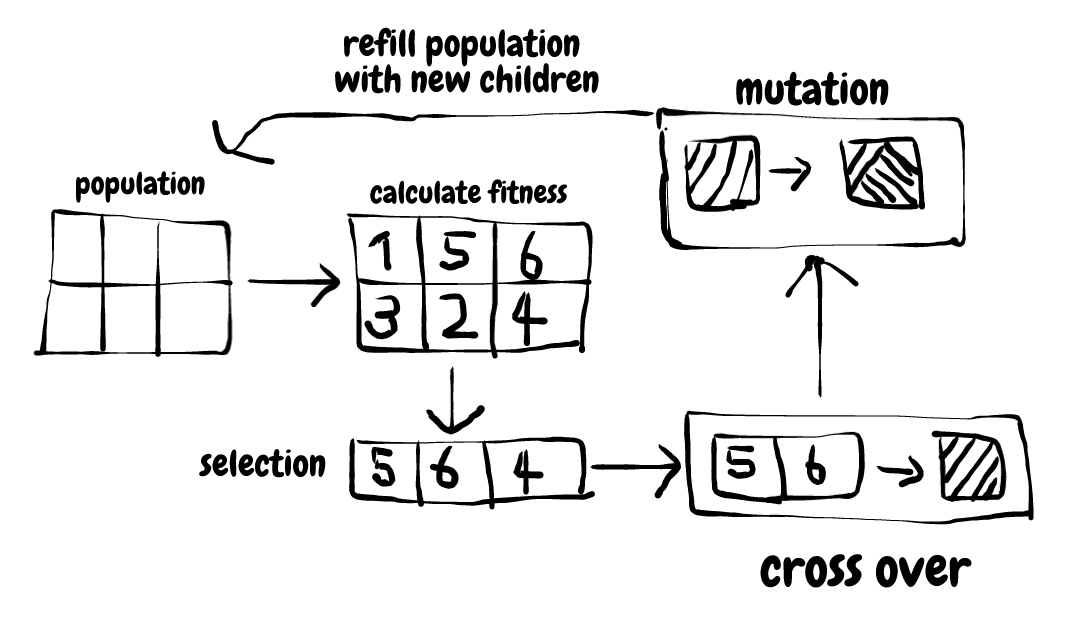 refill population
with new children
mutation
population
calculate fitness
1 5 6
3 2 4
selection
5 6 4
5 6
cross over